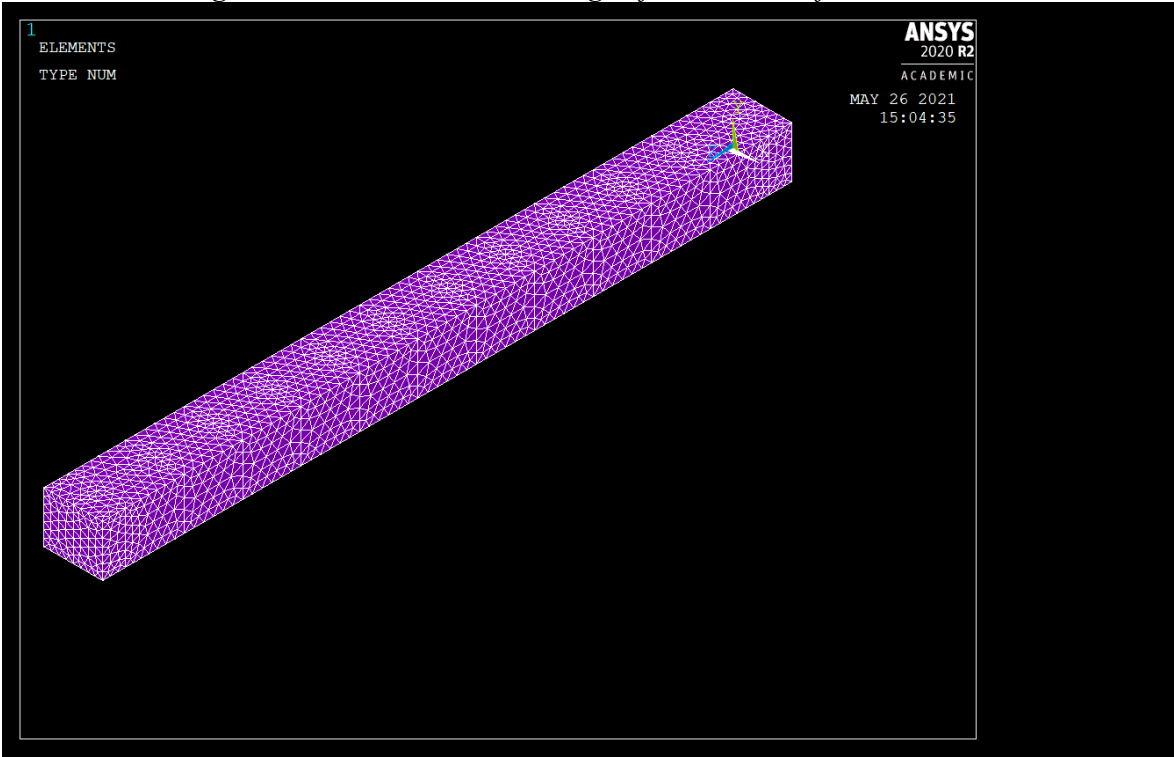 1
ELEMENTS
TYPE NUM
ANSYS
2020 R2
ACADEMIC
MAY 26 2021
15:04:35